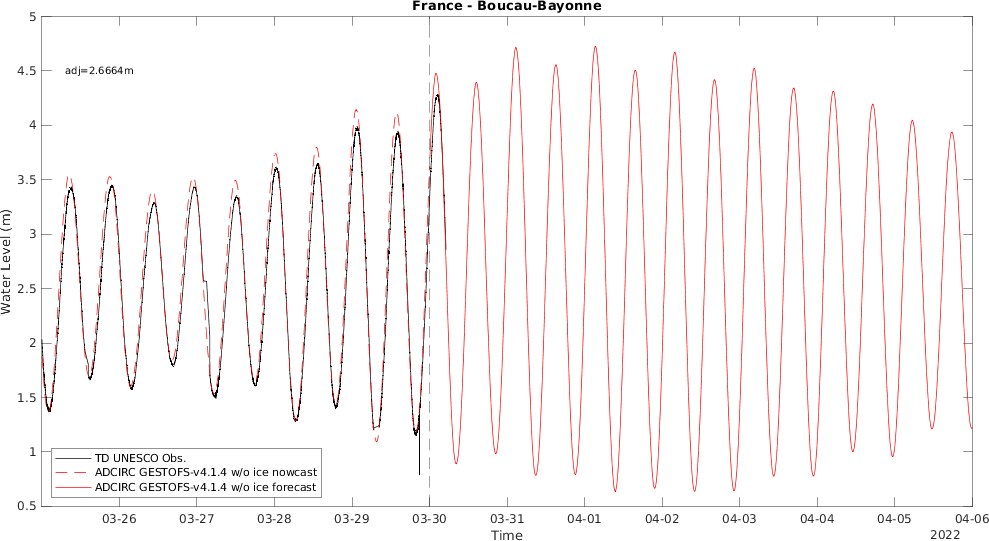 France - Boucau-Bayonne
adj=2.6664m
5
4.5
4
3.5
3
2.5
2
1.5
1
0.5
Water Level (m)
TD UNESCO Obs.
ADCIRC GESTOFS-v4.1.4 w/o ice nowcast
ADCIRC GESTOFS-v4.1.4 w/o ice forecast
03-26 03-27 03-28 03-29 03-30 03-31 04-01 04-02 04-03 04-04 04-05 04-06
Time
2022